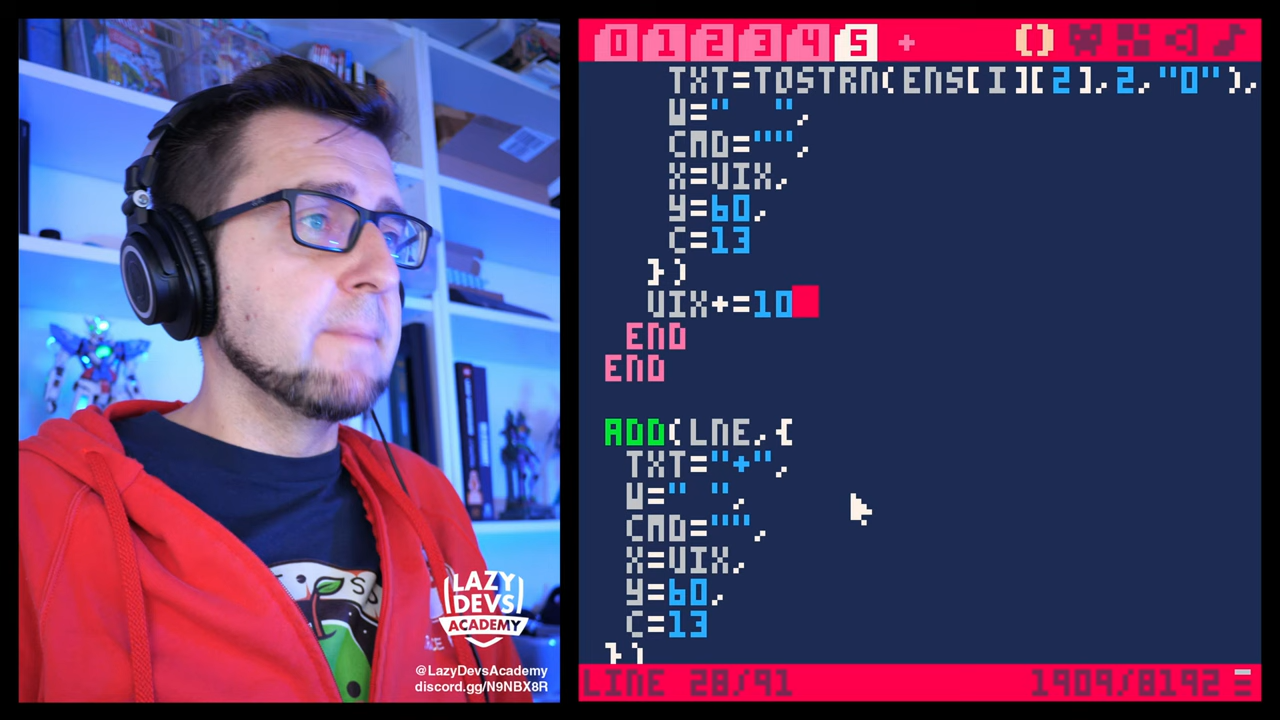 0 1 2 3 4 5 + ()
TXT=TOSTRN(ENS[I][2],2,"0"),
W="   ",
CMD="",
X=VIX,
Y=60,
C=13
})
VIX+=10
END
END
ADD(LNE,{
TXT="+",
W="  ",
CMD="",
X=VIX,
Y=60,
C=13
})
LINE 28/91 1909/8192
LAZY
DEVS
ACADEMY
@LazyDevsAcademy
discord.gg/N9NBX8R